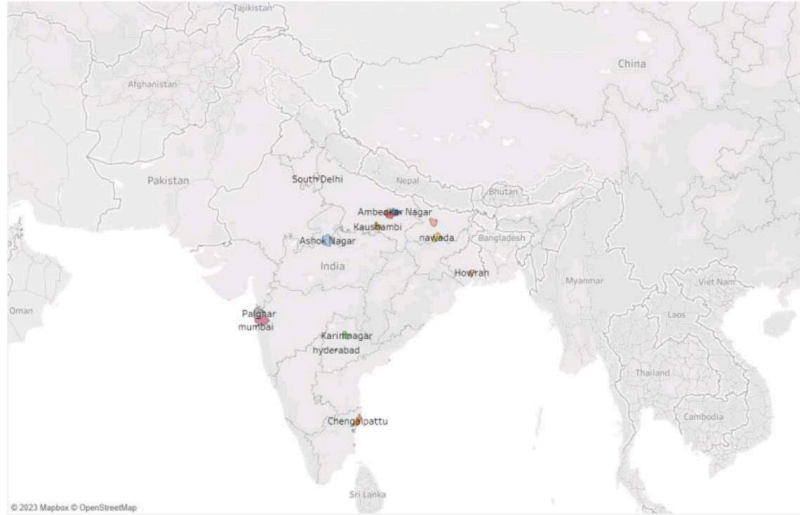 Tajikistan
China
Afghanistan
Pakistan
South Delhi
Nepal
Bhutan
Ambedkar Nagar
Kaushambi
nawada
Bangladesh
Ashok Nagar
India
Howrah
Myanmar
Viet Nam
Oman
Palghar
mumbai
Laos
Karimnagar
hyderabad
Thailand
Cambodia
Chengalpattu
Sri Lanka
© 2023 Mapbox © OpenStreetMap